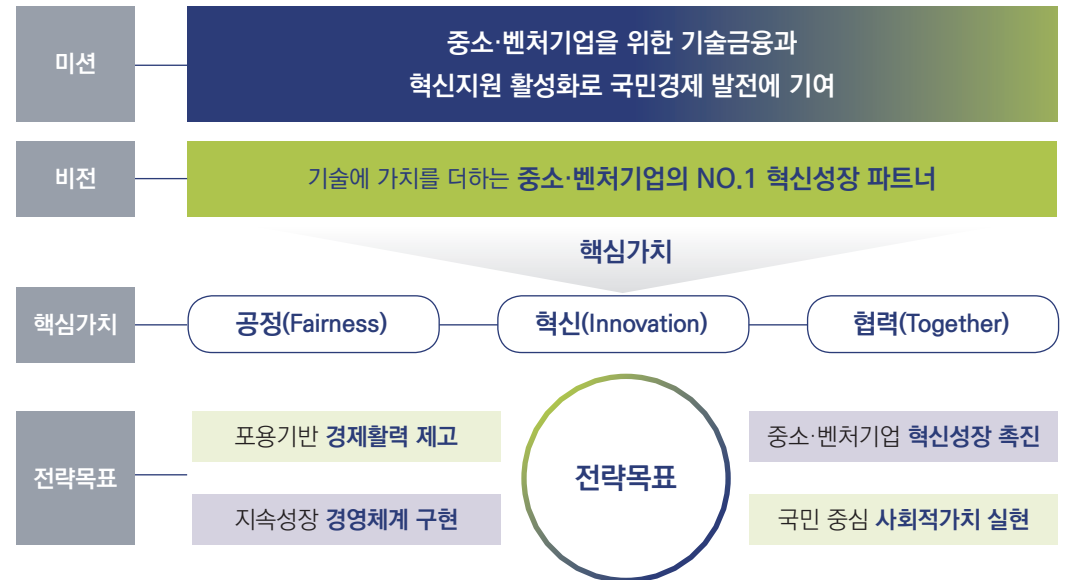 미션
중소·벤처기업을 위한 기술금융과
혁신지원 활성화로 국민경제 발전에 기여
비전
기술에 가치를 더하는 중소·벤처기업의 NO.1 혁신성장 파트너
핵심가치
핵심가치
공정(Fairness)
혁신(Innovation)
협력(Together)
전략목표
포용기반 경제활력 제고
지속성장 경영체계 구현
전략목표
중소·벤처기업 혁신성장 촉진
국민 중심 사회적가치 실현